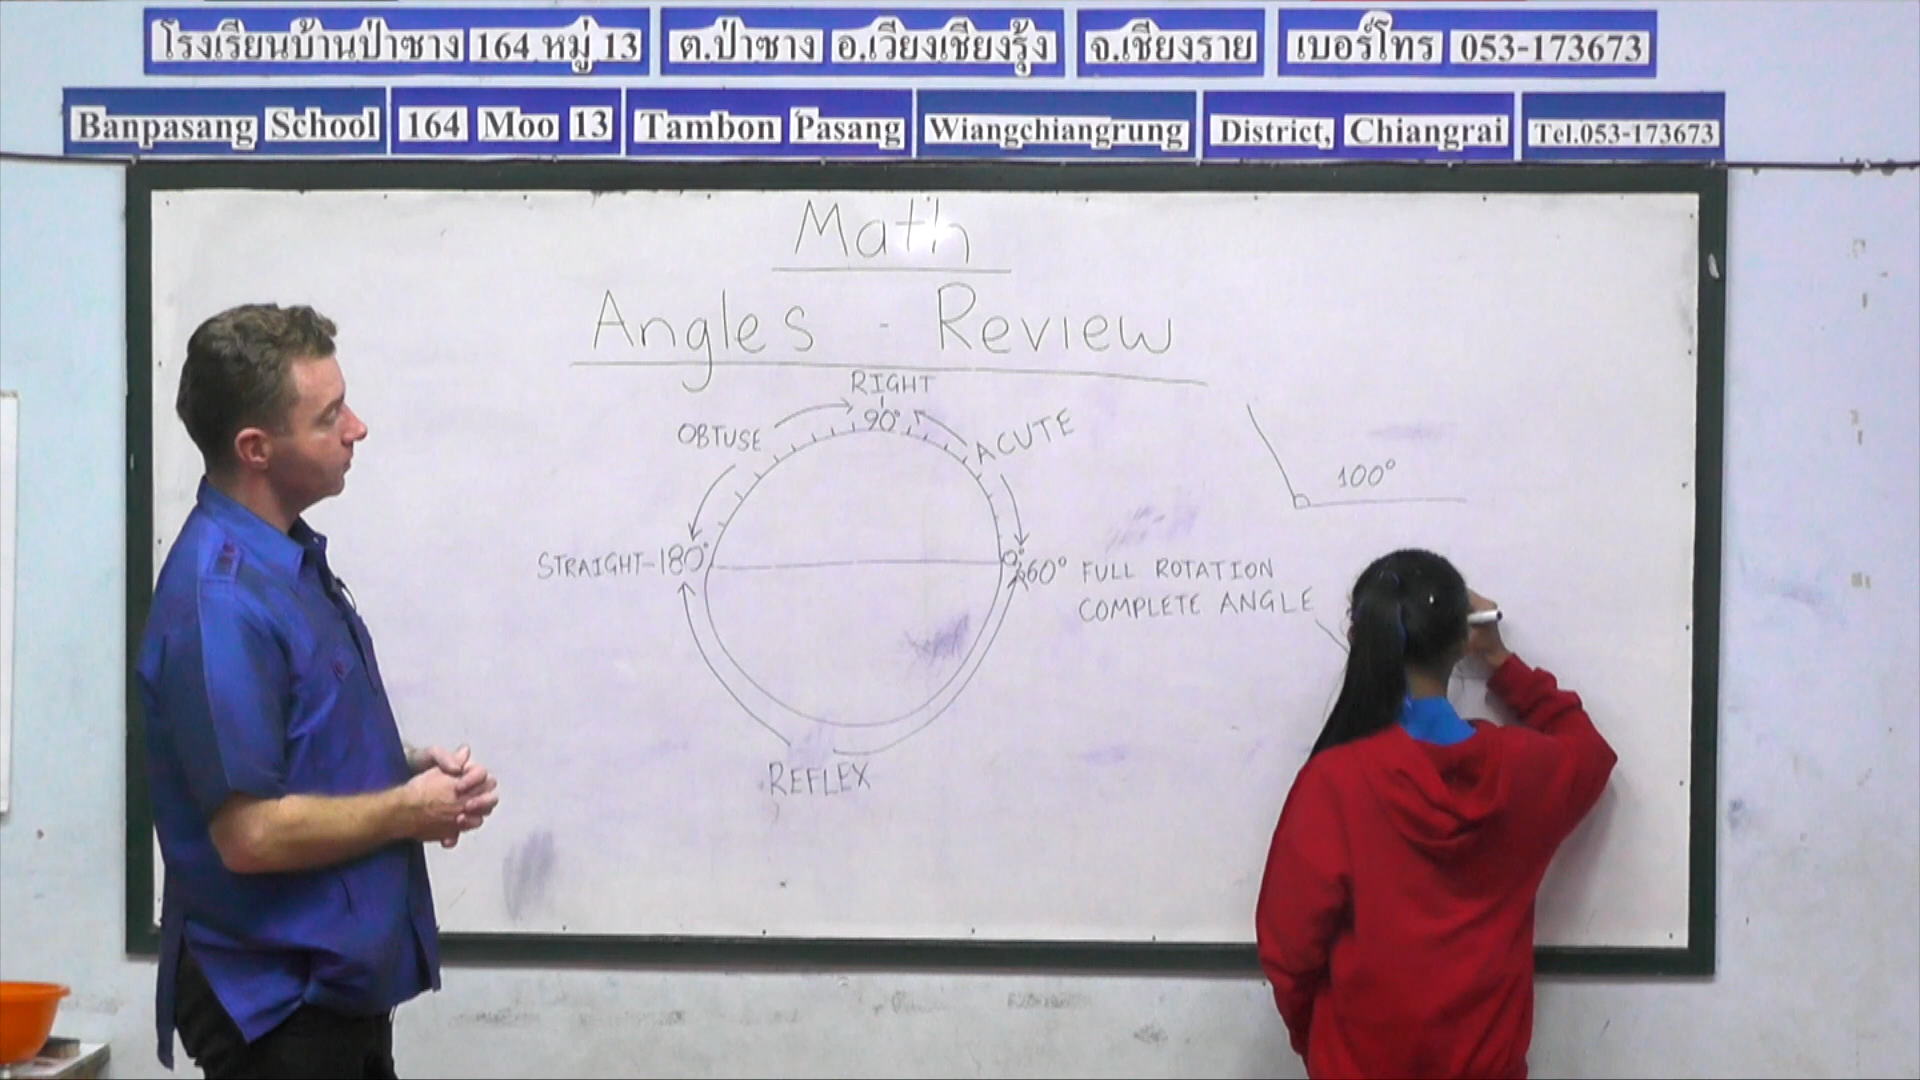 โรงเรียนบ้านป่าซาง 164 หมู่ 13 ต.ป่าซาง อ.เวียงเชียงรุ้ง จ.เชียงราย เบอร์โทร 053-173673
Banpasang School 164 Moo 13 Tambon Pasang Wiangchiangrung District, Chiangrai Tel.053-173673
Math
Angles - Review
RIGHT
90°
OBTUSE
ACUTE
100°
STRAIGHT-180°
0°
360° FULL ROTATION
COMPLETE ANGLE
REFLEX